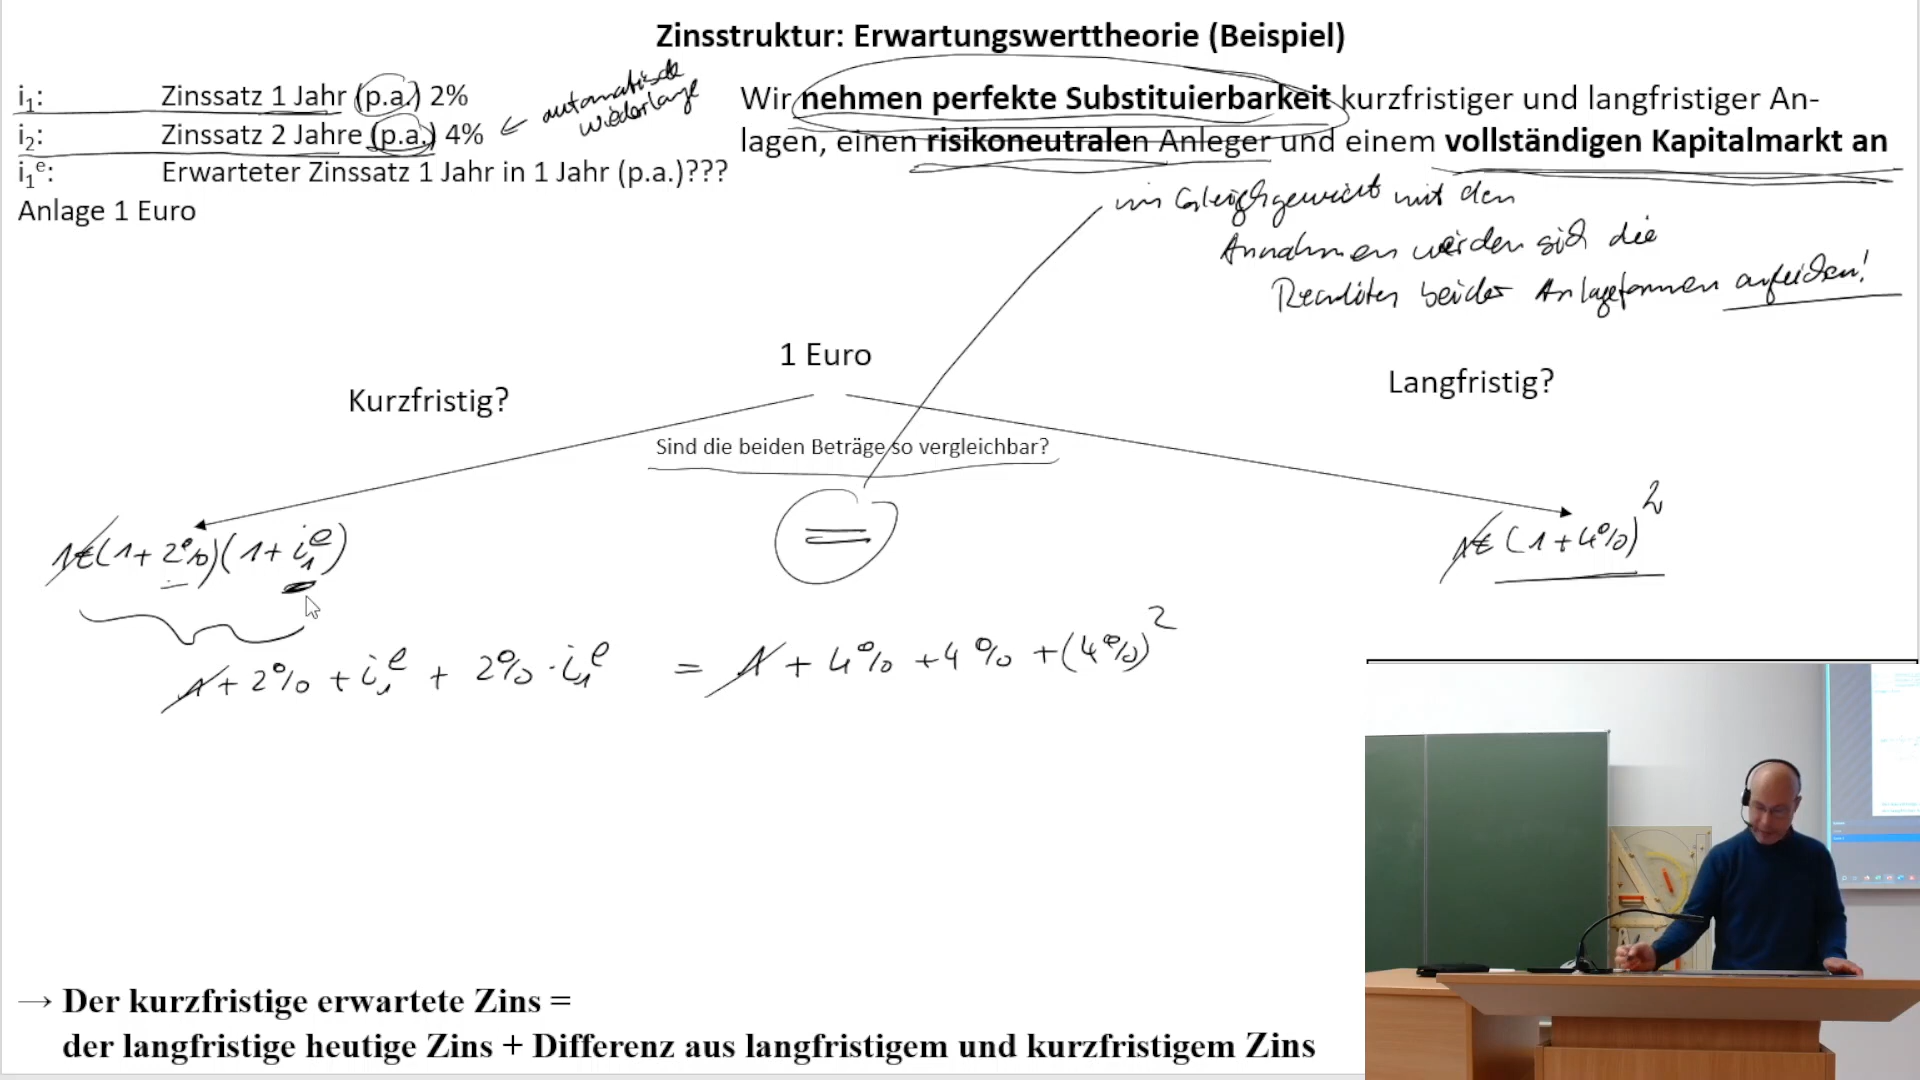 Zinsstruktur: Erwartungswerttheorie (Beispiel)
i₁: Zinssatz 1 Jahr (p.a.) 2%
i₂: Zinssatz 2 Jahre (p.a.) 4%
i₁ᵉ: Erwarteter Zinssatz 1 Jahr in 1 Jahr (p.a.)???
Anlage 1 Euro
← automatische
Wir nehmen perfekte Substituierbarkeit kurzfristiger und langfristiger An-
lagen, einen risikoneutralen Anleger und einem vollständigen Kapitalmarkt an
im Gleichgewicht mit den
Annahmen werden sich die
Renditen beider Anlageformen
1 Euro
Kurzfristig?
Langfristig?
Sind die beiden Beträge so vergleichbar?
1€(1+2%)(1+i₁ᵉ)
=
1€(1+4%)²
1+2%+i₁ᵉ+2%·i₁ᵉ = 1+4%+4%+(4%)²
→ Der kurzfristige erwartete Zins =
der langfristige heutige Zins + Differenz aus langfristigem und kurzfristigem Zins